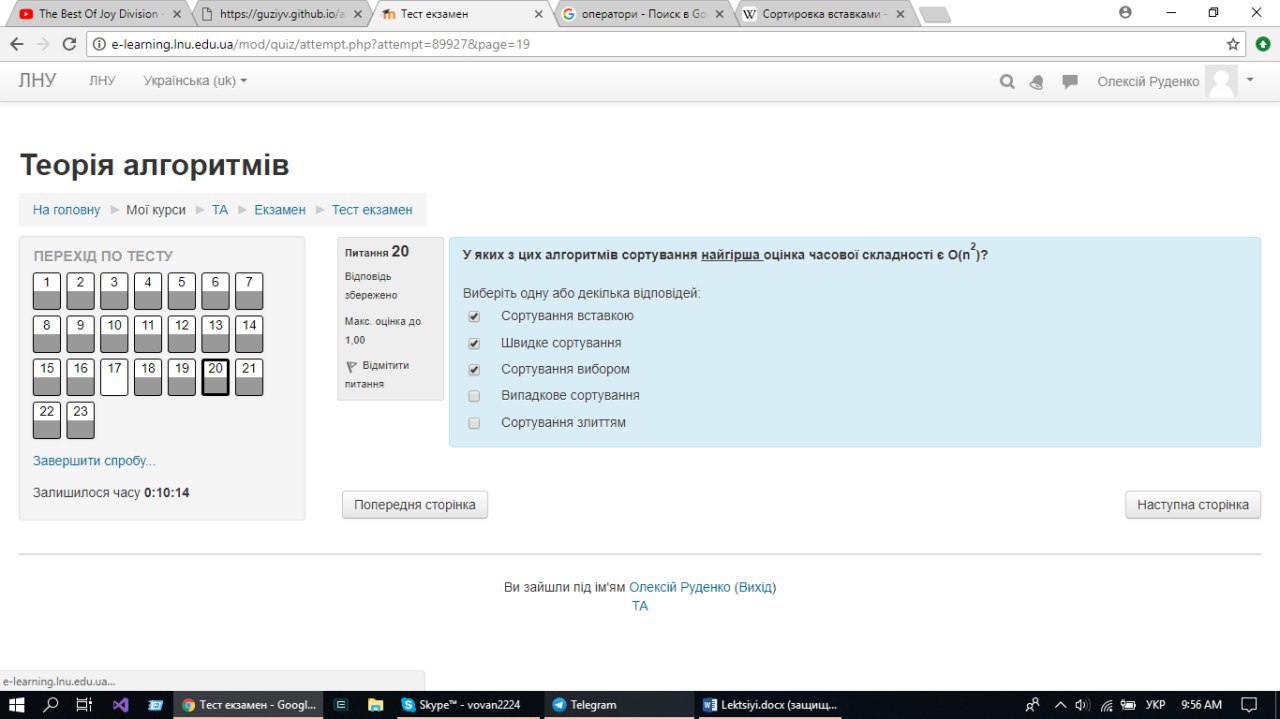 The Best Of Joy Division -
https://guziyv.github.io/a
Тест екзамен
оператори - Поиск в Go
Сортировка вставками -
e-learning.lnu.edu.ua/mod/quiz/attempt.php?attempt=89927&page=19
ЛНУ ЛНУ Українська (uk) Олексій Руденко
Теорія алгоритмів
На головну Мої курси ТА Екзамен Тест екзамен
ПЕРЕХІД ПО ТЕСТУ
1 2 3 4 5 6 7
8 9 10 11 12 13 14
15 16 17 18 19 20 21
22 23
Завершити спробу...
Залишилося часу 0:10:14
Питання 20
Відповідь
збережено
Макс. оцінка до
1,00
Відмітити
питання
У яких з цих алгоритмів сортування найгірша оцінка часової складності є O(n²)?
Виберіть одну або декілька відповідей:
Сортування вставкою
Швидке сортування
Сортування вибором
Випадкове сортування
Сортування злиттям
Попередня сторінка
Наступна сторінка
Ви зайшли під ім'ям Олексій Руденко (Вихід)
ТА
e-learning.lnu.edu.ua...
Тест екзамен - Googl...
Skype™ - vovan2224
Telegram
Lektsiyi.docx (защищ...
УКР
9:56 AM